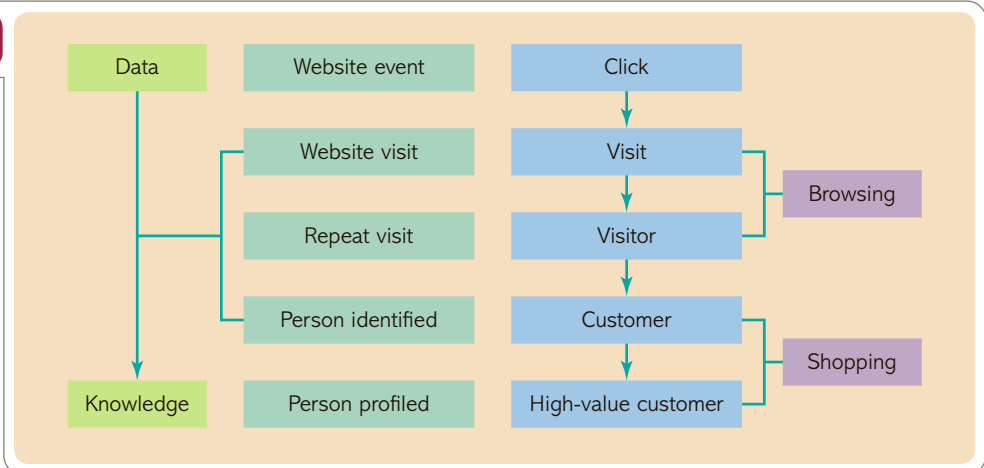 Data
Website event
Click
Website visit
Visit
Browsing
Repeat visit
Visitor
Person identified
Customer
Shopping
Knowledge
Person profiled
High-value customer